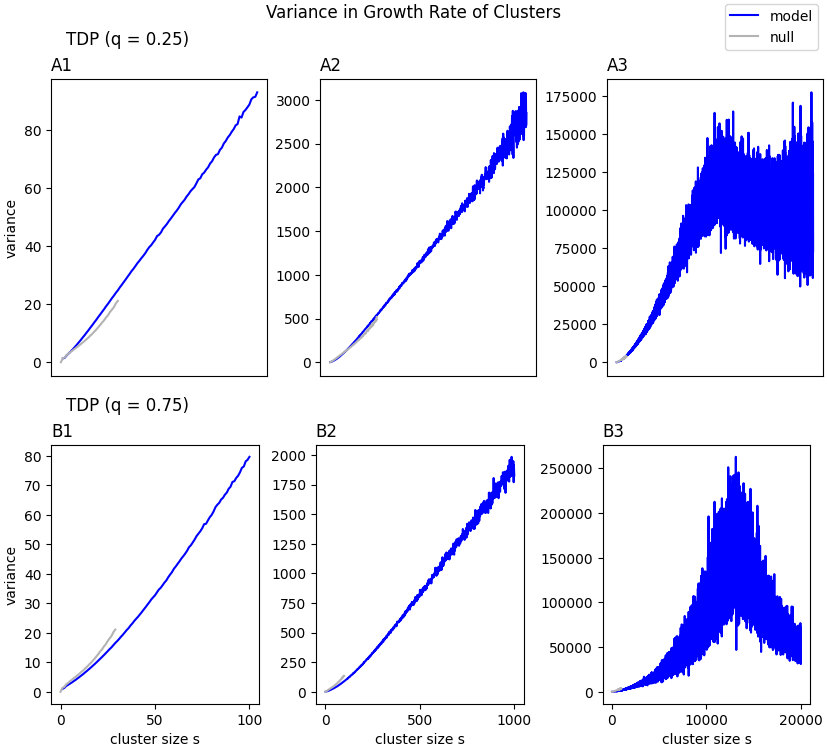 Variance in Growth Rate of Clusters
model
null
TDP (q = 0.25)
A1
A2
A3
80
60
40
20
0
variance
3000
2500
2000
1500
1000
500
0
175000
150000
125000
100000
75000
50000
25000
0
TDP (q = 0.75)
B1
B2
B3
80
70
60
50
40
30
20
10
0
variance
0 50 100
cluster size s
2000
1750
1500
1250
1000
750
500
250
0
0 500 1000
cluster size s
250000
200000
150000
100000
50000
0
0 10000 20000
cluster size s